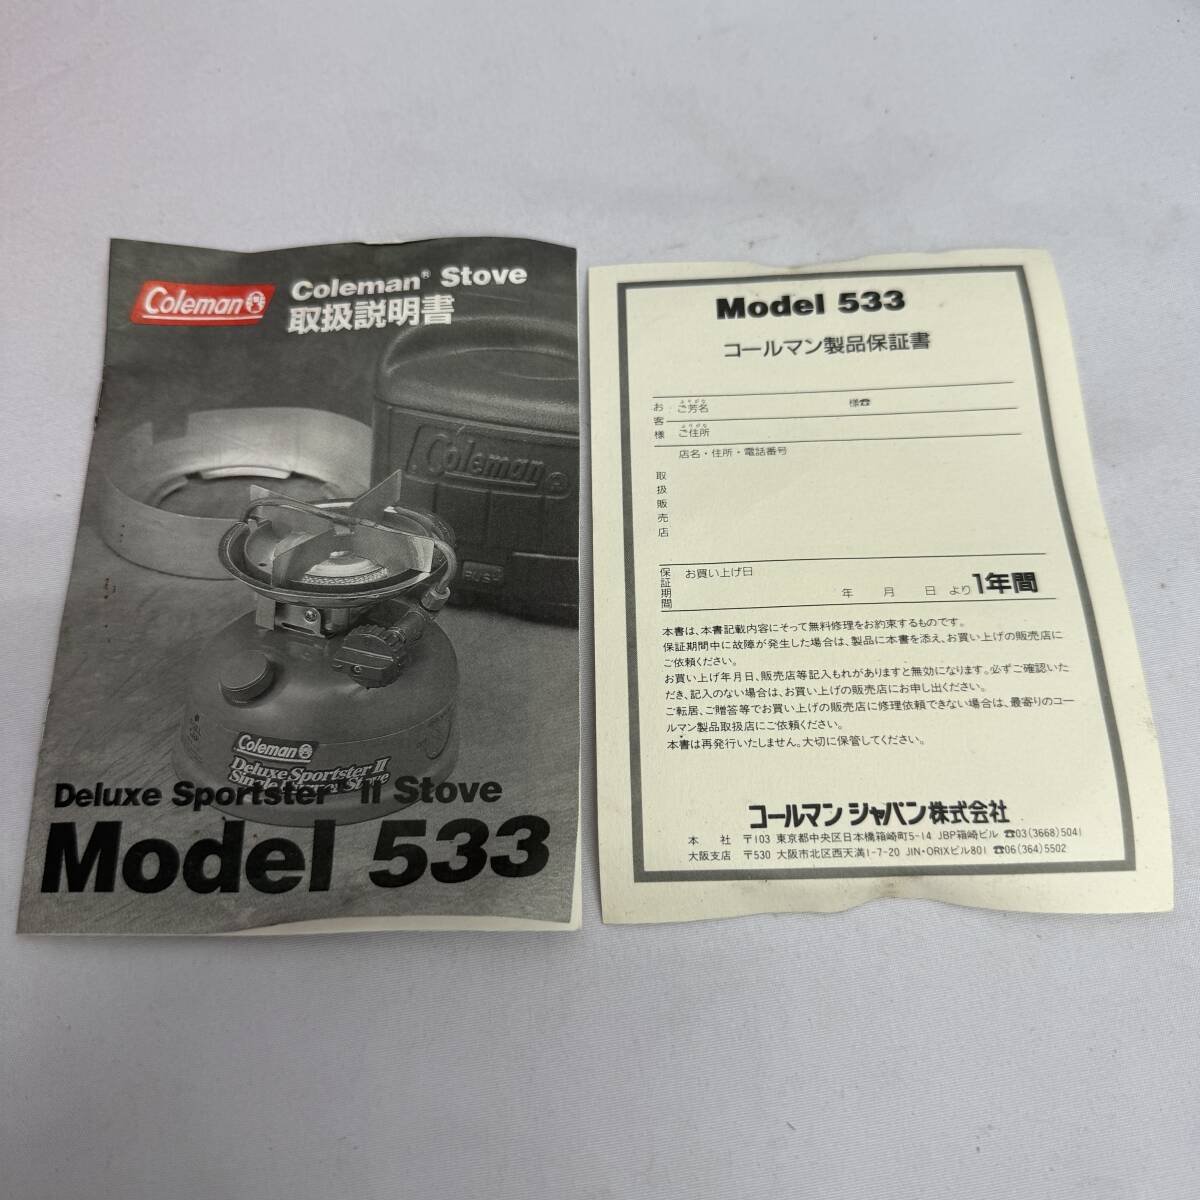 Coleman
Coleman® Stove
取扱説明書
Coleman
PUSH
Coleman
Deluxe Sportster II
Deluxe Sportster II Stove
Model 533
Model 533
コールマン製品保証書
お客様
ふりがな
ご芳名 様☎
ふりがな
ご住所
取扱販売店
店名・住所・電話番号
保証期間
お買い上げ日
年 月 日 より 1年間
本書は、本書記載内容にそって無料修理をお約束するものです。
保証期間中に故障が発生した場合は、製品に本書を添え、お買い上げの販売店に
ご依頼ください。
お買い上げ年月日、販売店等記入もれがありますと無効になります。必ずご確認いた
だき、記入のない場合は、お買い上げの販売店にお申し出ください。
ご転居、ご贈答等でお買い上げの販売店に修理依頼できない場合は、最寄りのコー
ルマン製品取扱店にご依頼ください。
本書は再発行いたしません。大切に保管してください。
コールマン ジャパン株式会社
本 社 〒103 東京都中央区日本橋箱崎町5-14 JBP箱崎ビル ☎03(3668)5041
大阪支店 〒530 大阪市北区西天満1-7-20 JIN・ORIXビル801 ☎06(364)5502